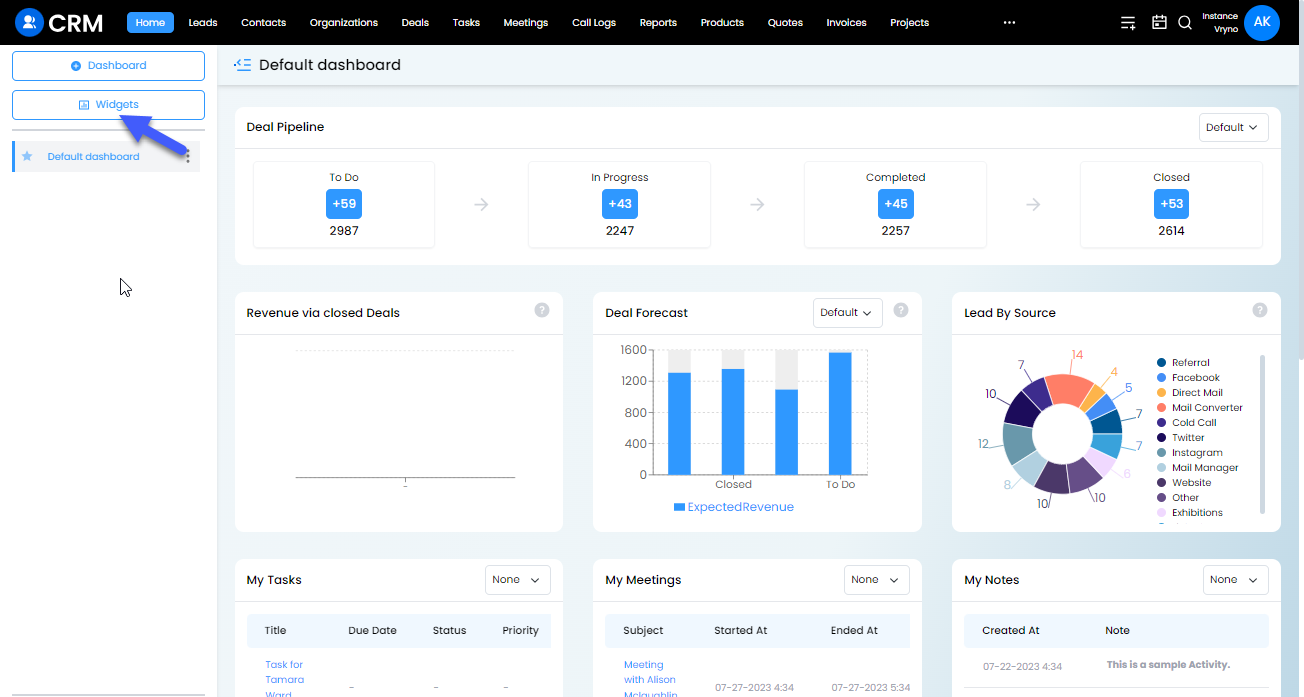 CRM
Home Leads Contacts Organizations Deals Tasks Meetings Call Logs Reports Products Quotes Invoices Projects ...
Instance
Vryno
AK
Dashboard
Widgets
Default dashboard
Default dashboard
Deal Pipeline Default
To Do In Progress Completed Closed
+59 +43 +45 +53
2987 2247 2257 2614
Revenue via closed Deals ?
-
Deal Forecast Default ?
1600
1200
800
400
0
Closed To Do
ExpectedRevenue
Lead By Source ?
14
7
4
5
10
7
12
7
6
8
10
10
Referral
Facebook
Direct Mail
Mail Converter
Cold Call
Twitter
Instagram
Mail Manager
Website
Other
Exhibitions
My Tasks None
Title Due Date Status Priority
Task for
Tamara
Ward
- - -
My Meetings None
Subject Started At Ended At
Meeting
with Alison
Mclaughlin
07-27-2023 4:34 07-27-2023 5:34
My Notes None
Created At Note
07-22-2023 4:34 This is a sample Activity.